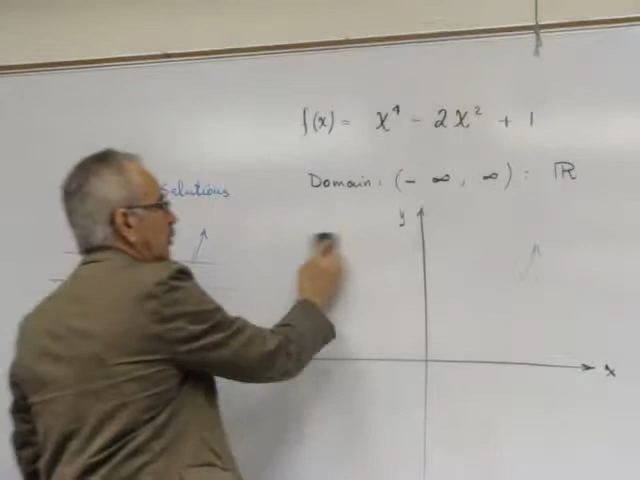 f(x) = x⁴ - 2x² + 1
Domain: (- ∞, ∞) : ℝ
solutions
y
x